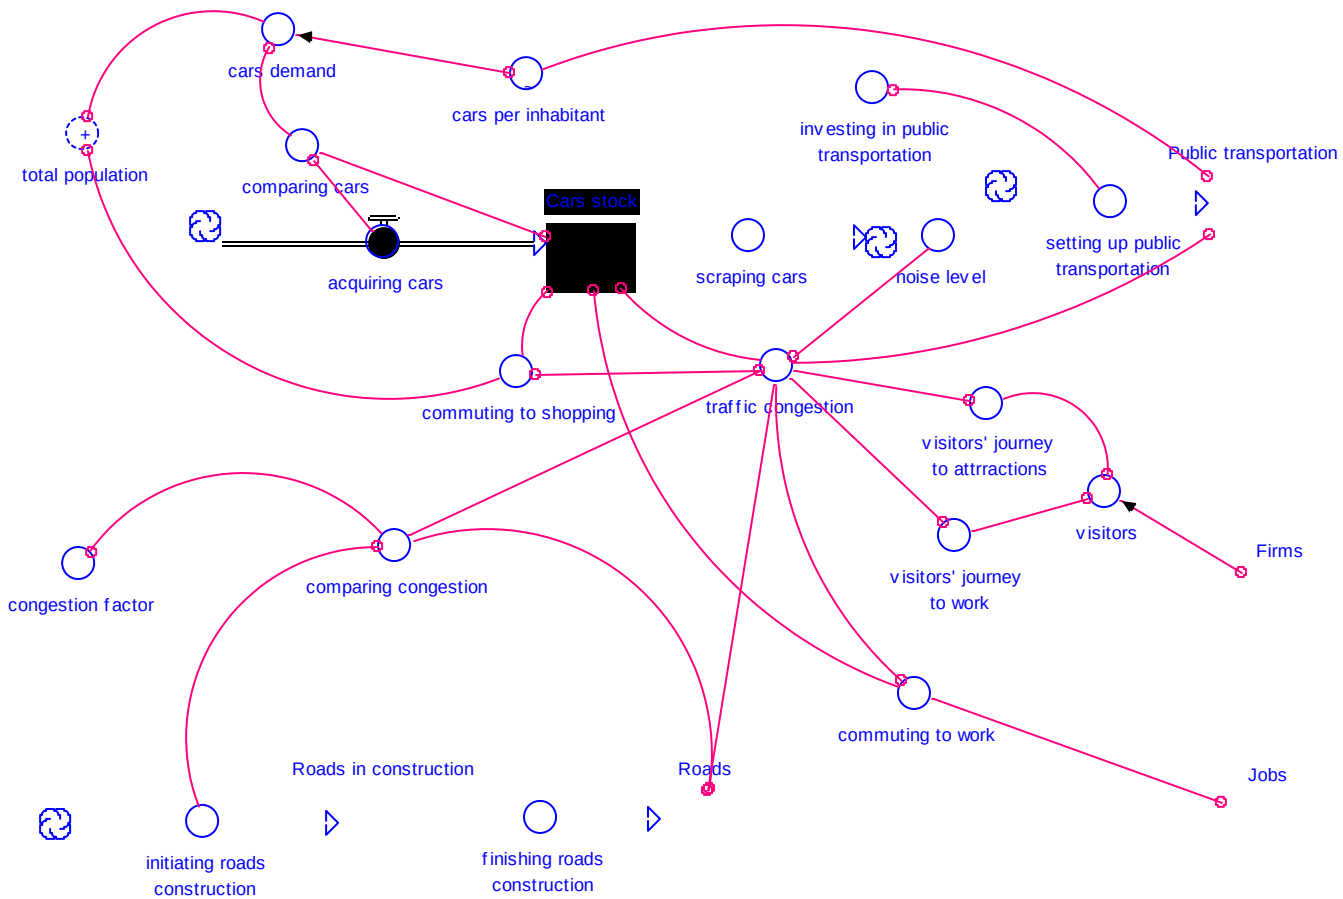 cars demand
cars per inhabitant
investing in public
transportation
Public transportation
total population
comparing cars
Cars stock
setting up public
transportation
acquiring cars
scraping cars
noise level
commuting to shopping
traffic congestion
visitors' journey
to attrractions
visitors
Firms
comparing congestion
visitors' journey
to work
congestion factor
commuting to work
Roads in construction
Roads
Jobs
initiating roads
construction
finishing roads
construction